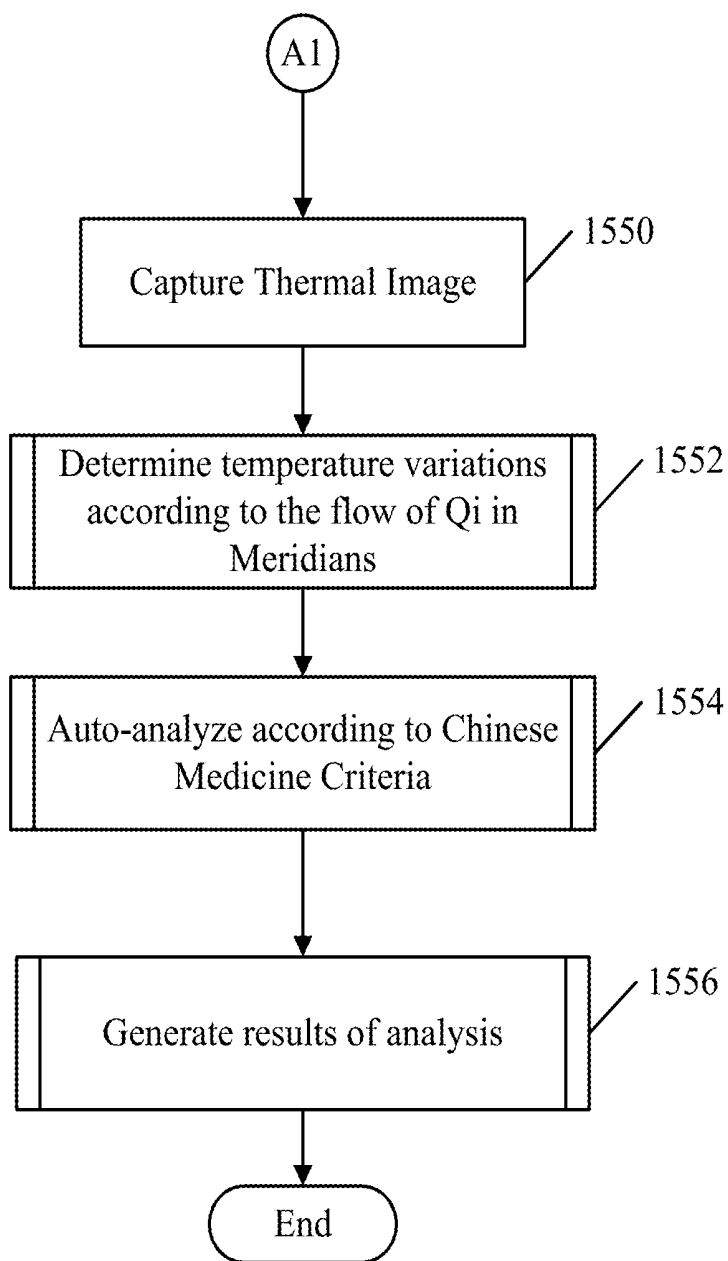 A1
Capture Thermal Image
1550
Determine temperature variations
according to the flow of Qi in
Meridians
1552
Auto-analyze according to Chinese
Medicine Criteria
1554
Generate results of analysis
1556
End